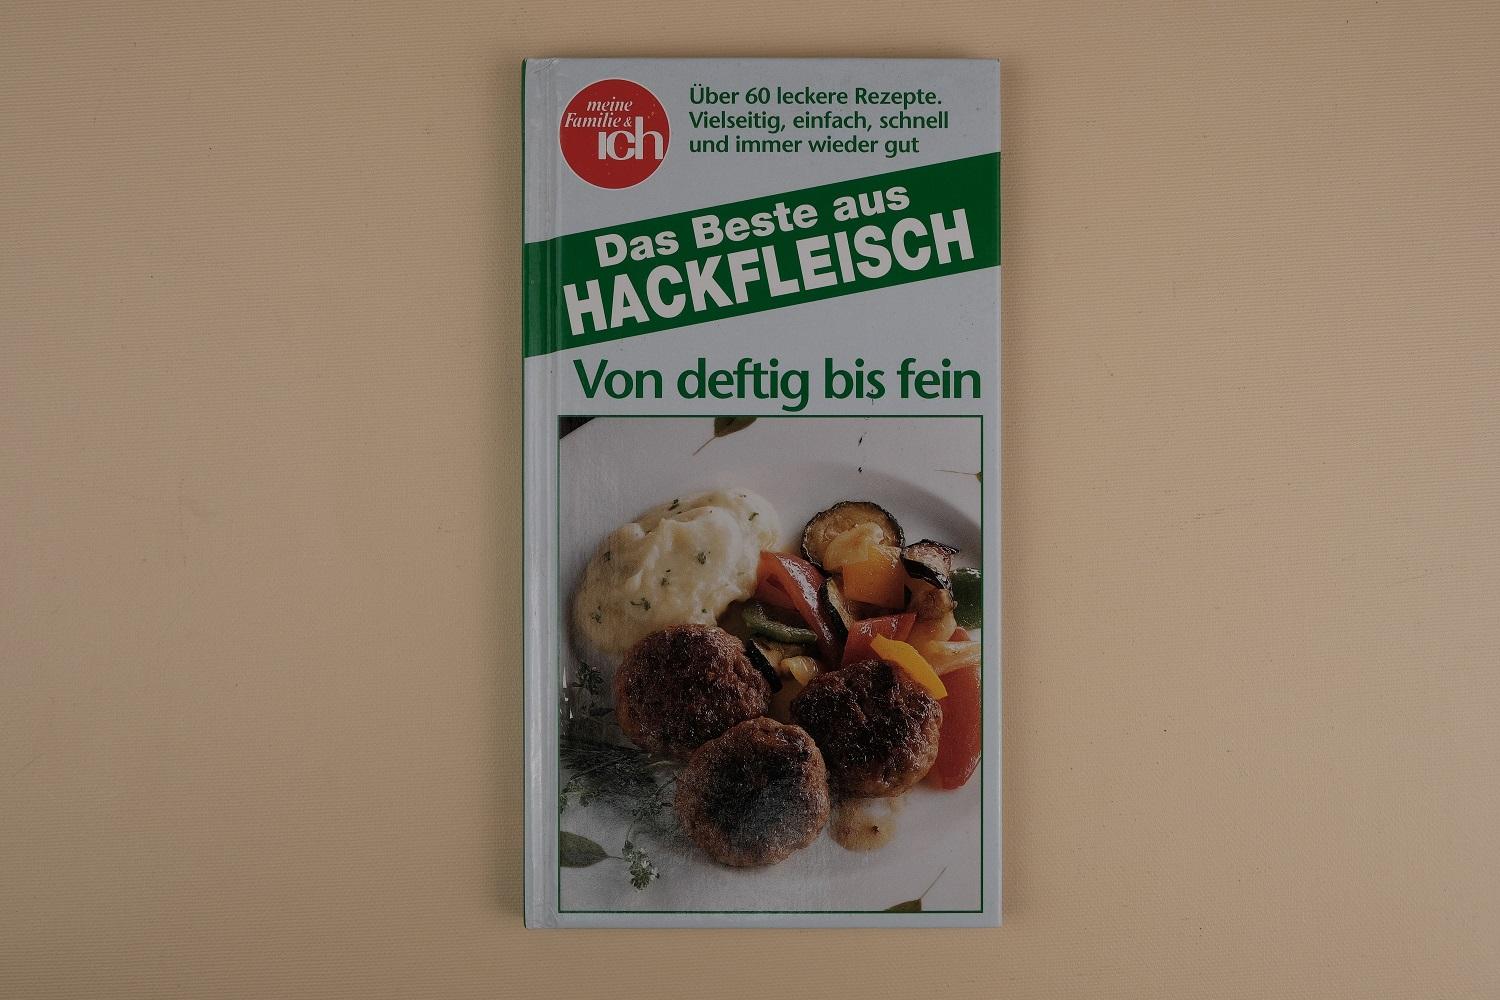 meine
Familie &
ich
Über 60 leckere Rezepte.
Vielseitig, einfach, schnell
und immer wieder gut
Das Beste aus
HACKFLEISCH
Von deftig bis fein